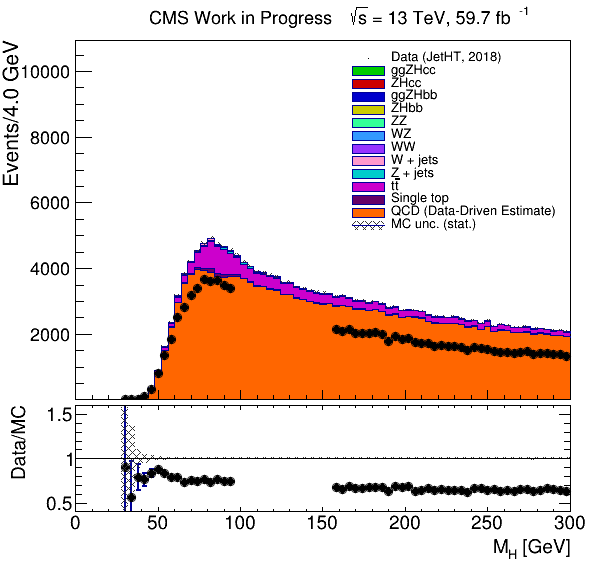 CMS Work in Progress √s = 13 TeV, 59.7 fb⁻¹
Events/4.0 GeV
10000
8000
6000
4000
2000
Data (JetHT, 2018)
ggZHcc
ZHcc
ggZHbb
ZHbb
ZZ
WZ
WW
W + jets
Z + jets
tt̄
Single top
QCD (Data-Driven Estimate)
MC unc. (stat.)
Data/MC
1.5
1
0.5
0 50 100 150 200 250 300
M_H [GeV]